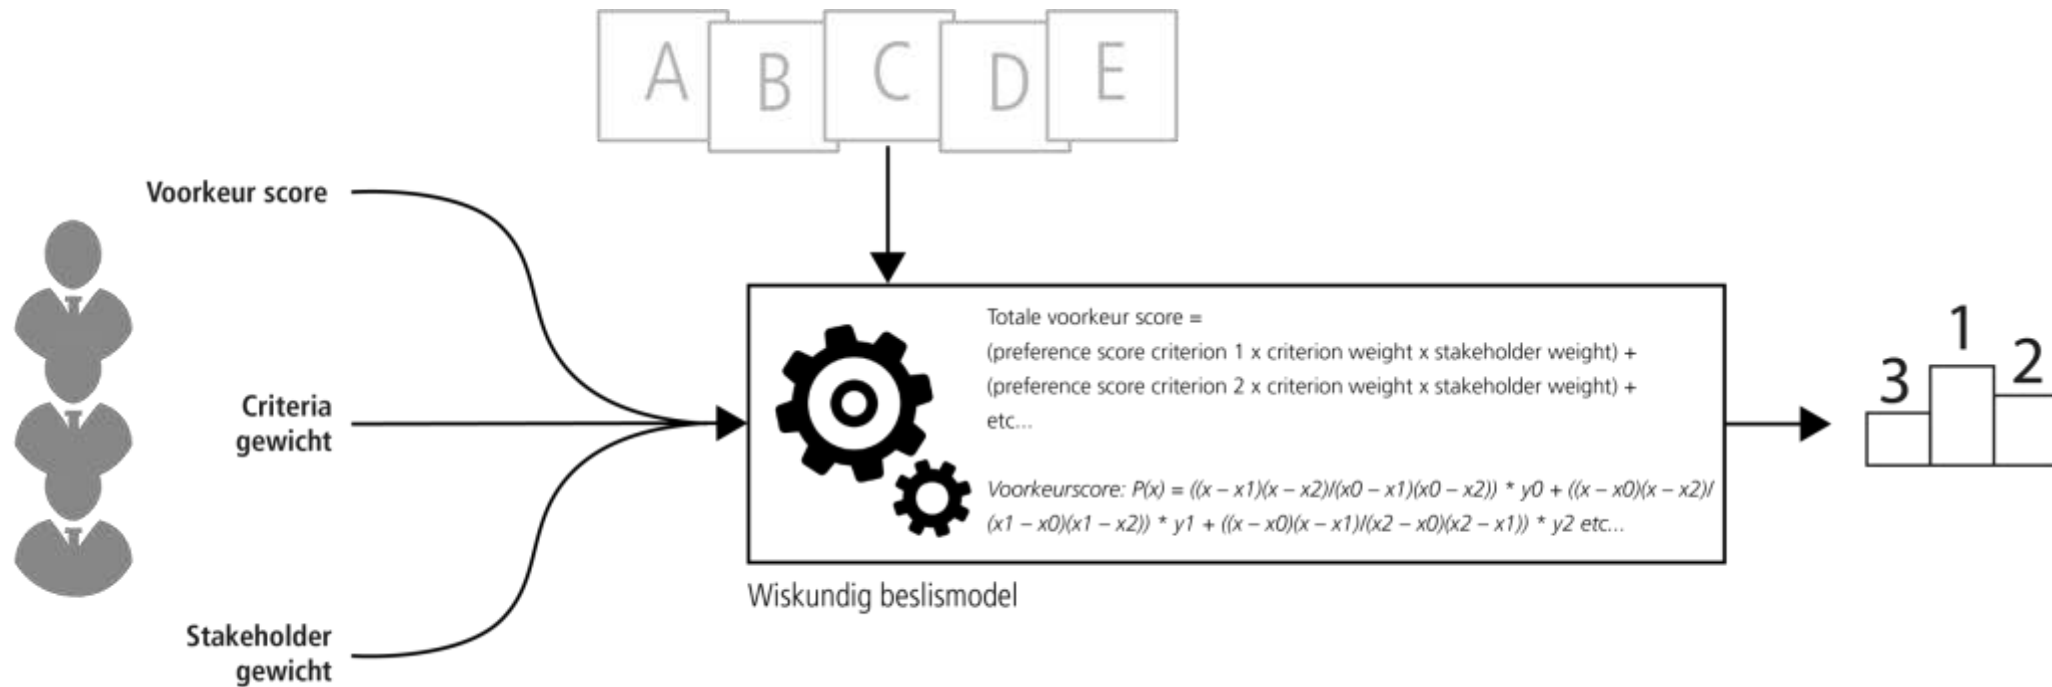 A B C D E
Voorkeur score
Criteria
gewicht
Stakeholder
gewicht
Totale voorkeur score =
(preference score criterion 1 x criterion weight x stakeholder weight) +
(preference score criterion 2 x criterion weight x stakeholder weight) +
etc...
Voorkeurscore: P(x) = ((x – x1)(x – x2)/(x0 – x1)(x0 – x2)) * y0 + ((x – x0)(x – x2)/
(x1 – x0)(x1 – x2)) * y1 + ((x – x0)(x – x1)/(x2 – x0)(x2 – x1)) * y2 etc...
Wiskundig beslismodel
3 1 2